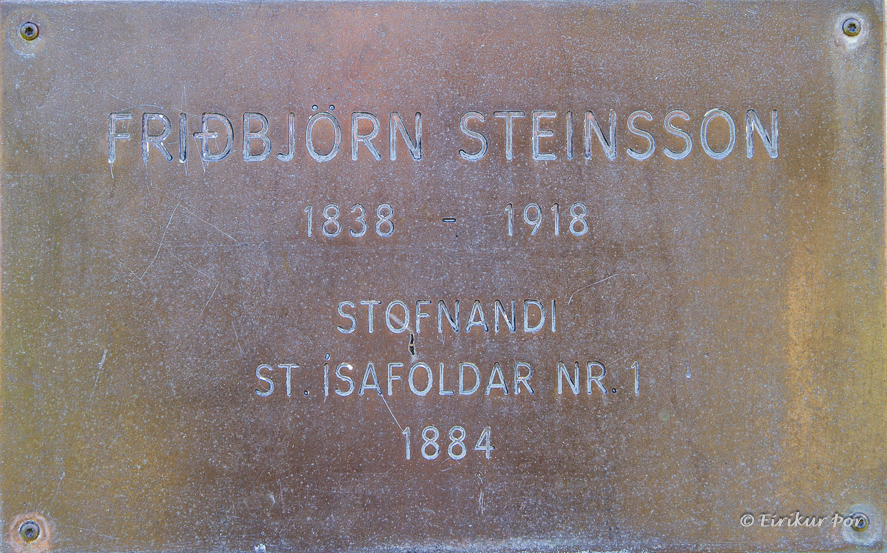 FRIÐBJÖRN STEINSSON
1838 - 1918
STOFNANDI
ST. ÍSAFOLDAR NR. 1
1884
© Eiríkur Þór